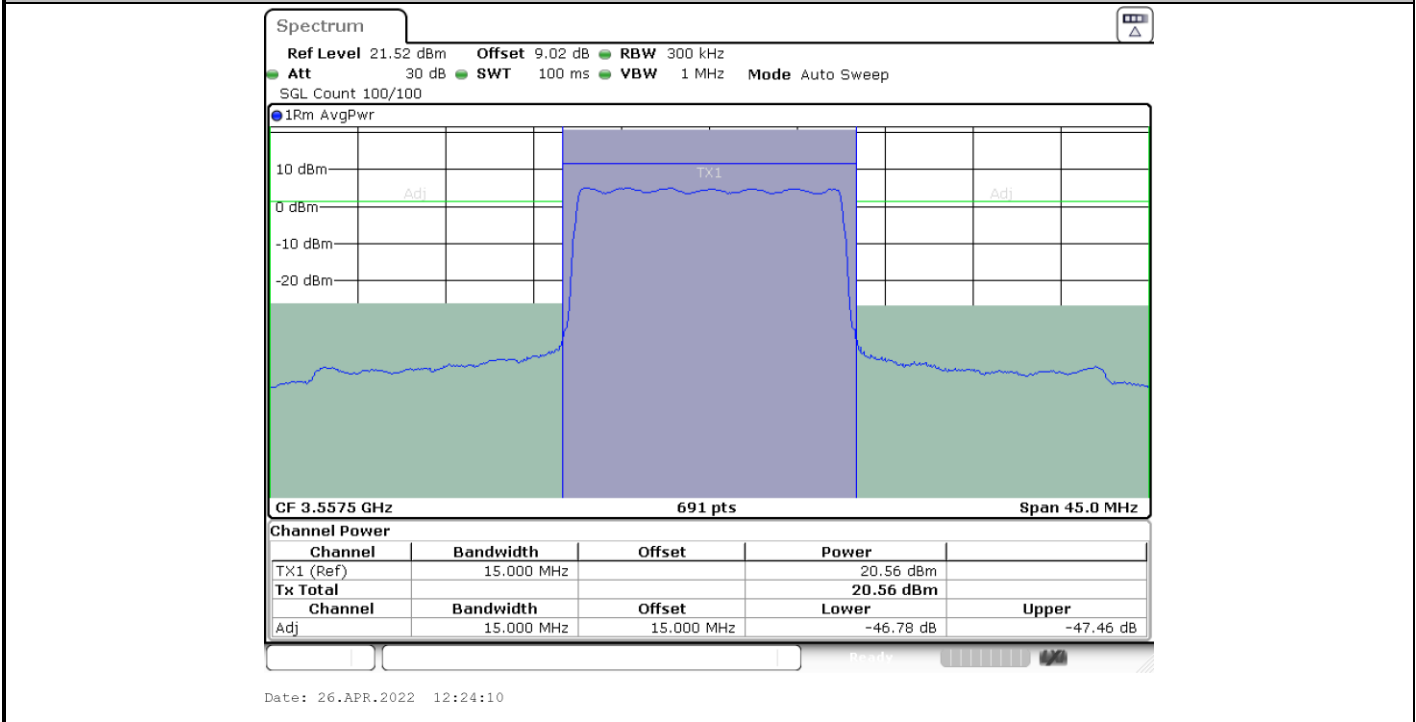 Spectrum
Ref Level 21.52 dBm Offset 9.02 dB RBW 300 kHz
Att 30 dB SWT 100 ms VBW 1 MHz Mode Auto Sweep
SGL Count 100/100
1Rm AvgPwr
10 dBm
TX1
Adj Adj
0 dBm
-10 dBm
-20 dBm
CF 3.5575 GHz 691 pts Span 45.0 MHz
Channel Power
Channel Bandwidth Offset Power
TX1 (Ref) 15.000 MHz 20.56 dBm
Tx Total 20.56 dBm
Channel Bandwidth Offset Lower Upper
Adj 15.000 MHz 15.000 MHz -46.78 dB -47.46 dB
Ready
Date: 26.APR.2022 12:24:10